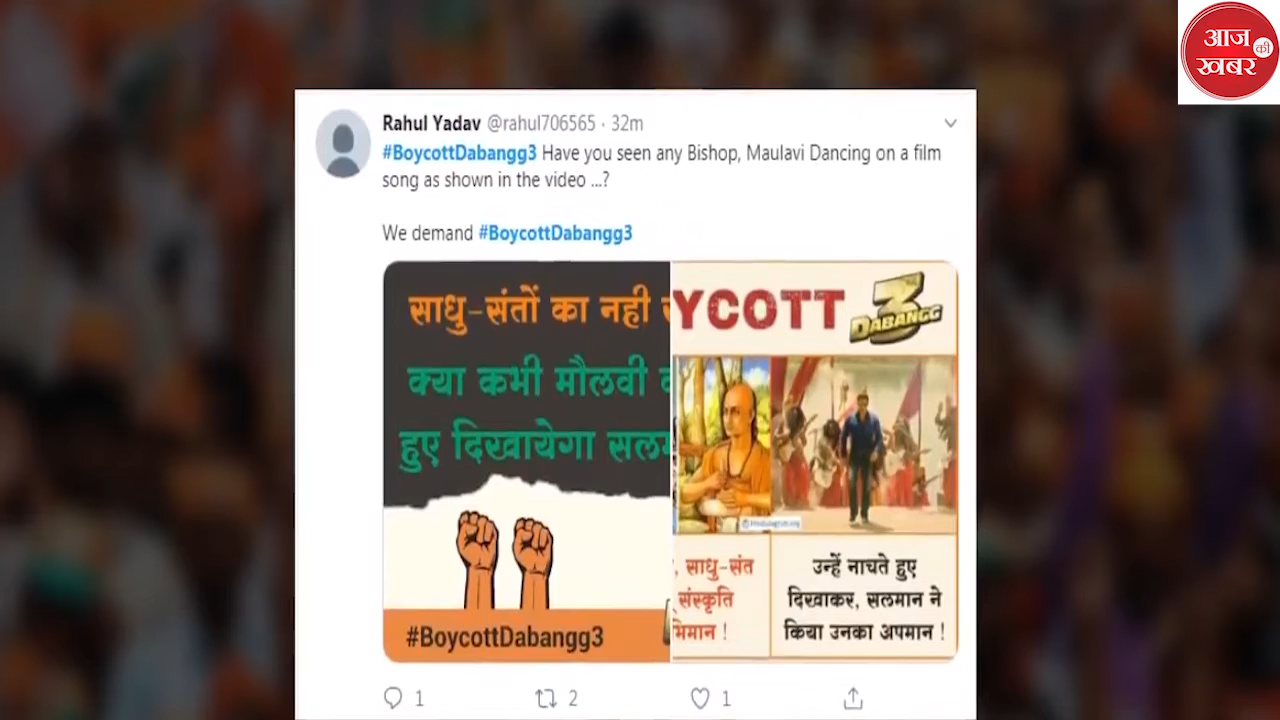 आज
की
खबर
Rahul Yadav @rahul706565 · 32m
#BoycottDabangg3 Have you seen any Bishop, Maulavi Dancing on a film
song as shown in the video ...?
We demand #BoycottDabangg3
साधु-संतों का नही
क्या कभी मौलवी
हुए दिखायेगा
#BoycottDabangg3
YCOTT
3
DABANGG
, साधु-संत
संस्कृति
भिमान !
उन्हें नाचते हुए
दिखाकर, सलमान ने
किया उनका अपमान !
1
2
1